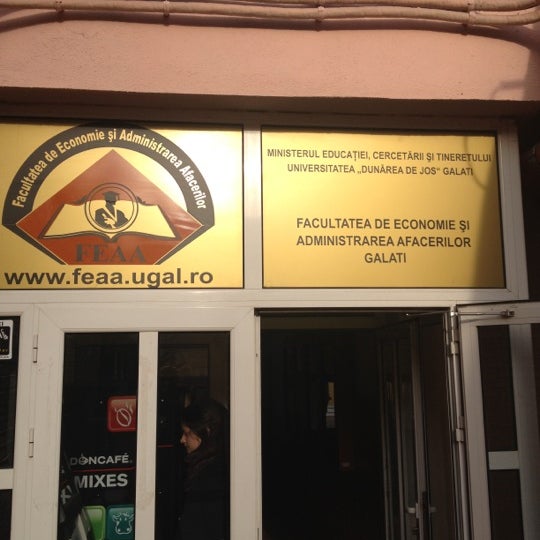 Facultatea de Economie şi Administrarea Afacerilor
FEAA
www.feaa.ugal.ro
MINISTERUL EDUCAŢIEI, CERCETĂRII ŞI TINERETULUI
UNIVERSITATEA „DUNĂREA DE JOS" GALATI
FACULTATEA DE ECONOMIE ŞI
ADMINISTRAREA AFACERILOR
GALATI
DONCAFÉ
MIXES